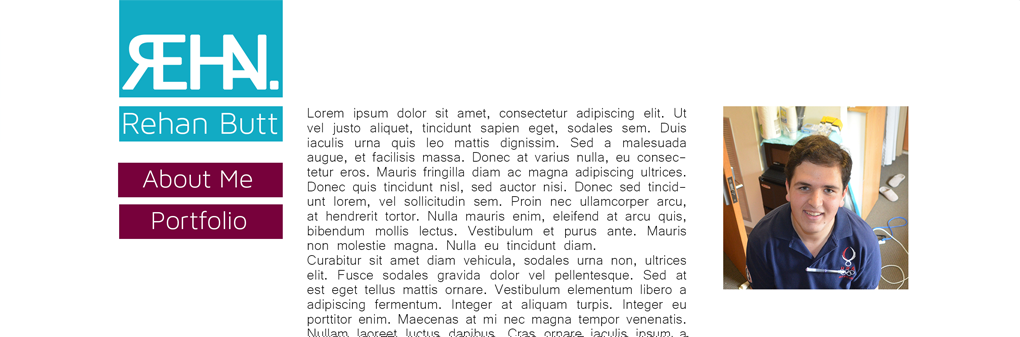 REHAN.
Rehan Butt
About Me
Portfolio
Lorem ipsum dolor sit amet, consectetur adipiscing elit. Ut
vel justo aliquet, tincidunt sapien eget, sodales sem. Duis
iaculis urna quis leo mattis dignissim. Sed a malesuada
augue, et facilisis massa. Donec at varius nulla, eu consec-
tetur eros. Mauris fringilla diam ac magna adipiscing ultrices.
Donec quis tincidunt nisl, sed auctor nisi. Donec sed tincid-
unt lorem, vel sollicitudin sem. Proin nec ullamcorper arcu,
at hendrerit tortor. Nulla mauris enim, eleifend at arcu quis,
bibendum mollis lectus. Vestibulum et purus ante. Mauris
non molestie magna. Nulla eu tincidunt diam.
Curabitur sit amet diam vehicula, sodales urna non, ultrices
elit. Fusce sodales gravida dolor vel pellentesque. Sed at
est eget tellus mattis ornare. Vestibulum elementum libero a
adipiscing fermentum. Integer at aliquam turpis. Integer eu
porttitor enim. Maecenas at mi nec magna tempor venenatis.
Nullam laoreet luctus dapibus. Cras ornare iaculis ipsum a